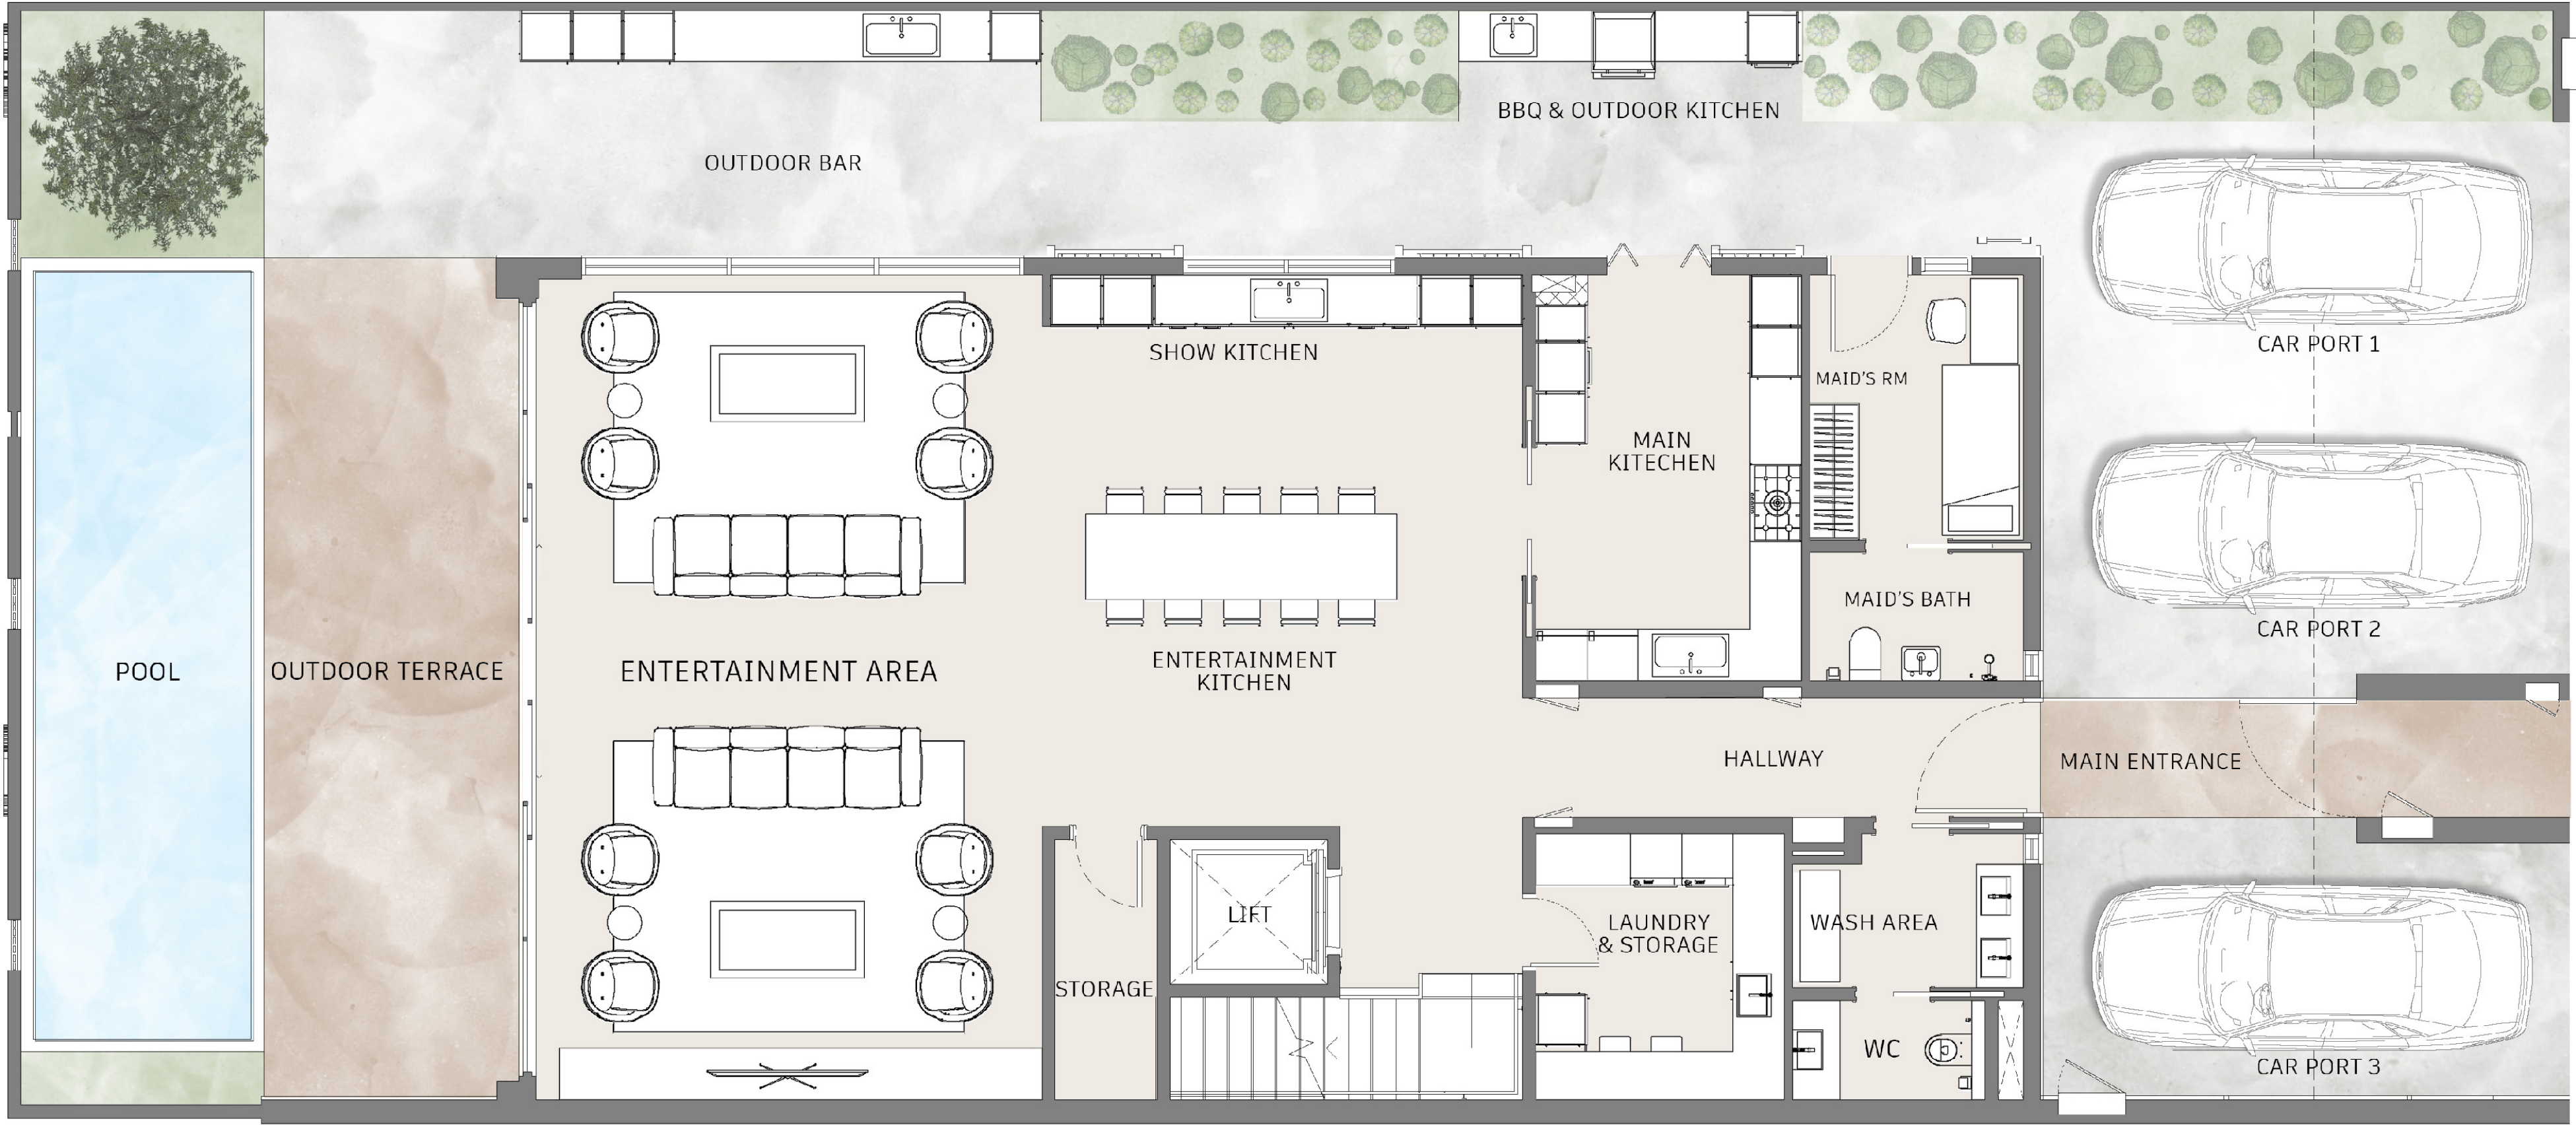 BBQ & OUTDOOR KITCHEN
OUTDOOR BAR
CAR PORT 1
SHOW KITCHEN
MAID'S RM
MAIN
KITECHEN
MAID'S BATH
CAR PORT 2
POOL
OUTDOOR TERRACE
ENTERTAINMENT AREA
ENTERTAINMENT
KITCHEN
HALLWAY
MAIN ENTRANCE
LIFT
LAUNDRY
& STORAGE
WASH AREA
STORAGE
WC
CAR PORT 3